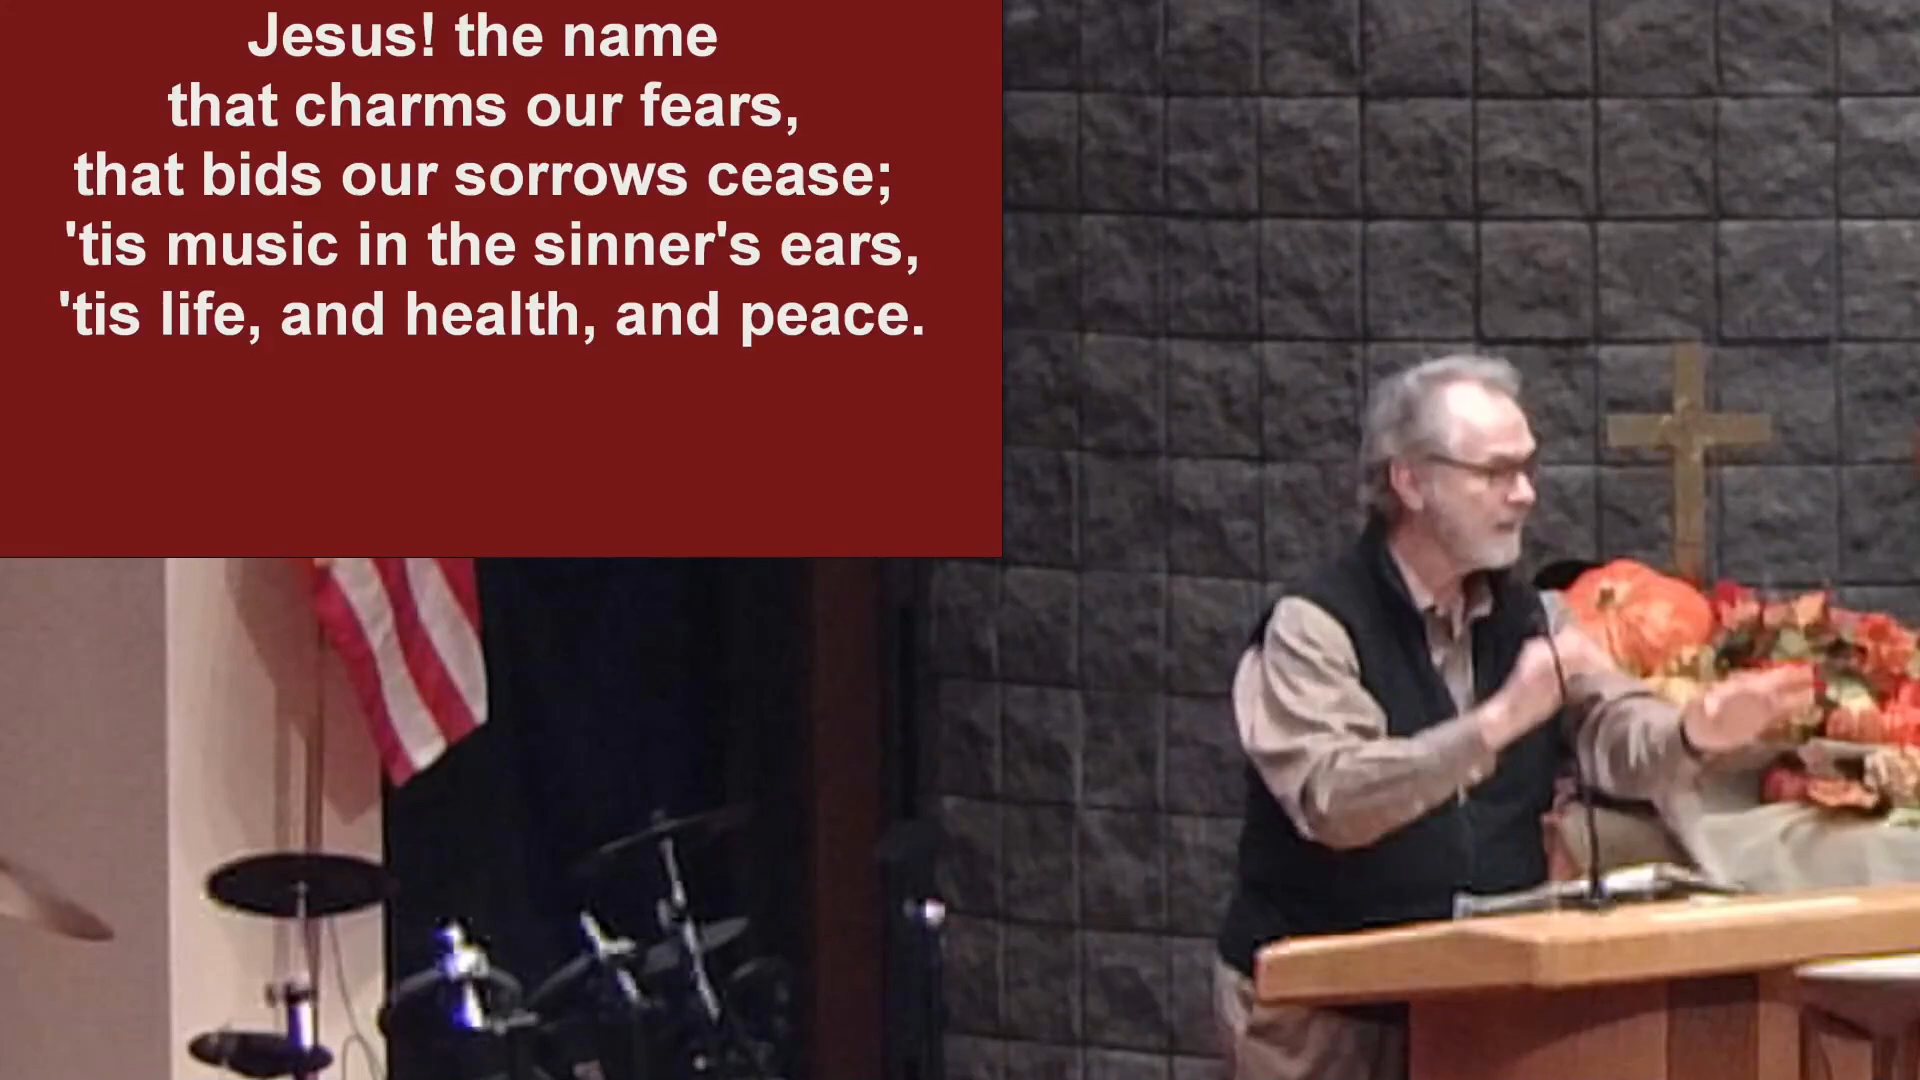 Jesus! the name
that charms our fears,
that bids our sorrows cease;
'tis music in the sinner's ears,
'tis life, and health, and peace.